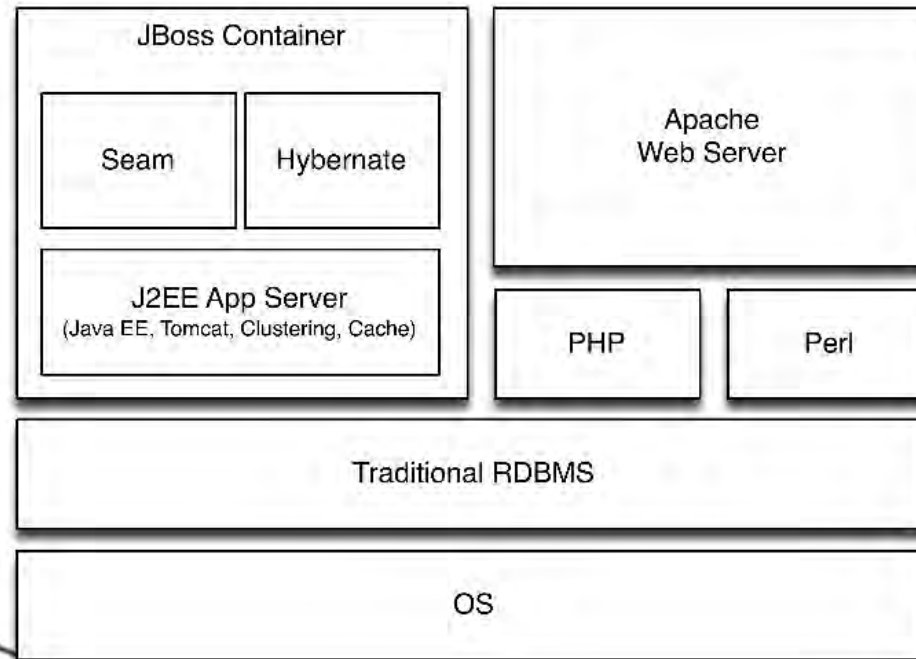 JBoss Container
Seam
Hybernate
J2EE App Server
(Java EE, Tomcat, Clustering, Cache)
Apache
Web Server
PHP
Perl
Traditional RDBMS
OS